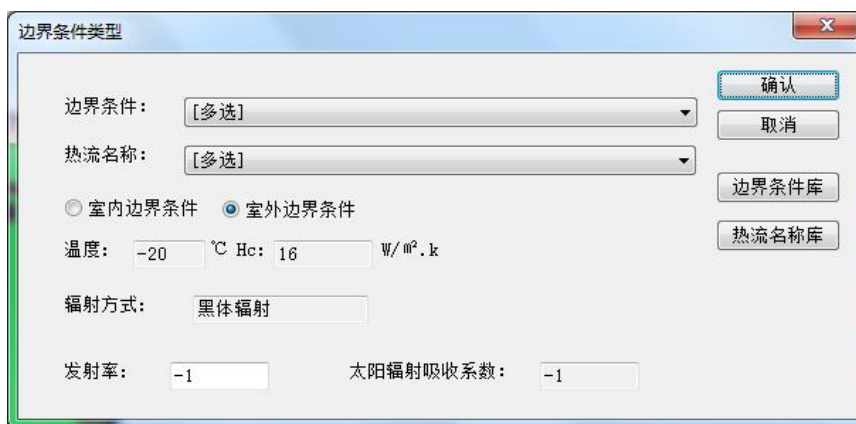 边界条件类型
边界条件: [多选] 确认
取消
热流名称: [多选]
边界条件库
室内边界条件 室外边界条件
热流名称库
温度: -20 ℃ Hc: 16 W/㎡.k
辐射方式: 黑体辐射
发射率: -1 太阳辐射吸收系数: -1